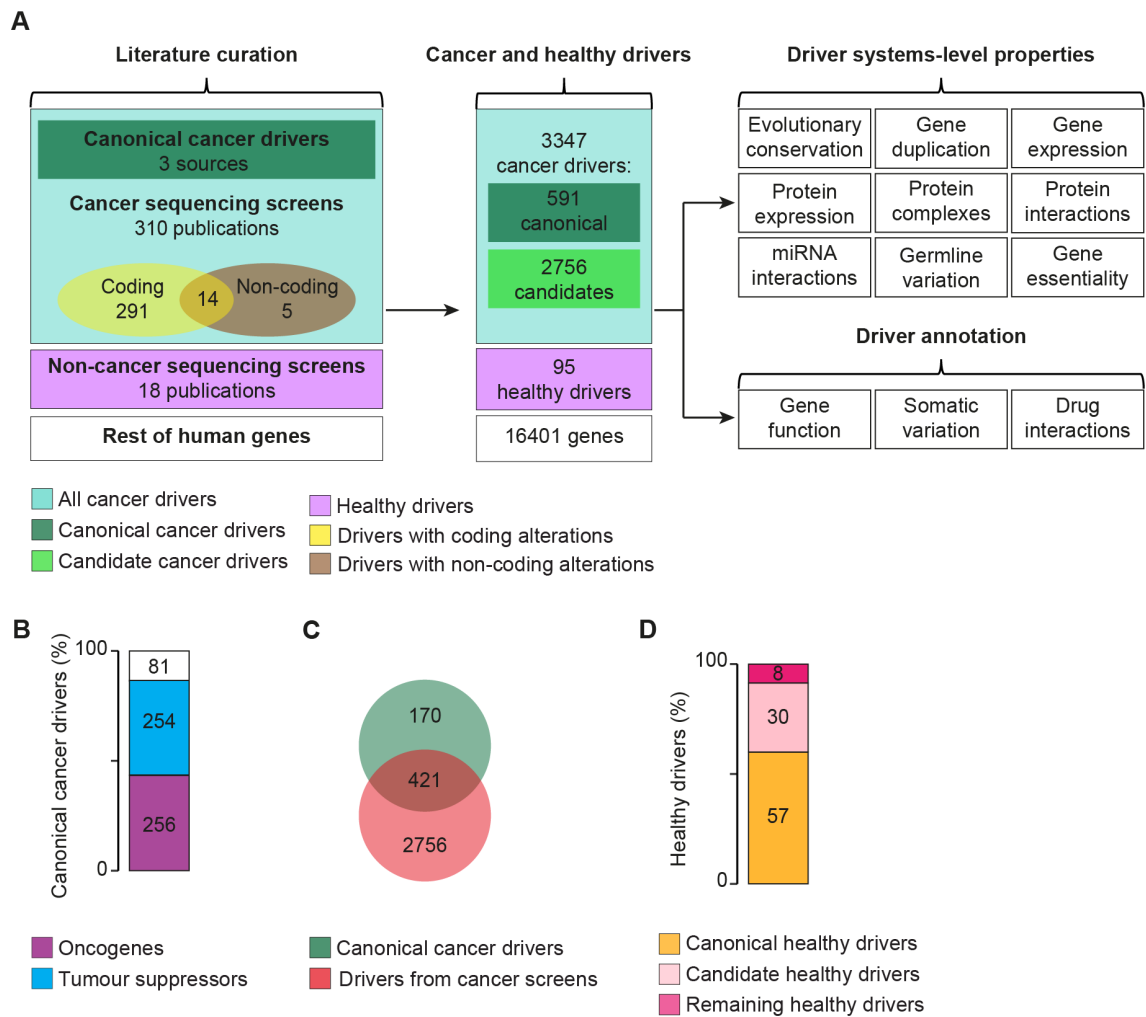 A
Literature curation
Cancer and healthy drivers
Driver systems-level properties
Canonical cancer drivers
3 sources
Cancer sequencing screens
310 publications
Coding
291
14
Non-coding
5
Non-cancer sequencing screens
18 publications
Rest of human genes
3347
cancer drivers:
591
canonical
2756
candidates
95
healthy drivers
16401 genes
Evolutionary
conservation
Gene
duplication
Gene
expression
Protein
expression
Protein
complexes
Protein
interactions
miRNA
interactions
Germline
variation
Gene
essentiality
Driver annotation
Gene
function
Somatic
variation
Drug
interactions
All cancer drivers
Canonical cancer drivers
Candidate cancer drivers
Healthy drivers
Drivers with coding alterations
Drivers with non-coding alterations
B
Canonical cancer drivers (%)
100
0
81
254
256
Oncogenes
Tumour suppressors
C
170
421
2756
Canonical cancer drivers
Drivers from cancer screens
D
Healthy drivers (%)
100
0
8
30
57
Canonical healthy drivers
Candidate healthy drivers
Remaining healthy drivers